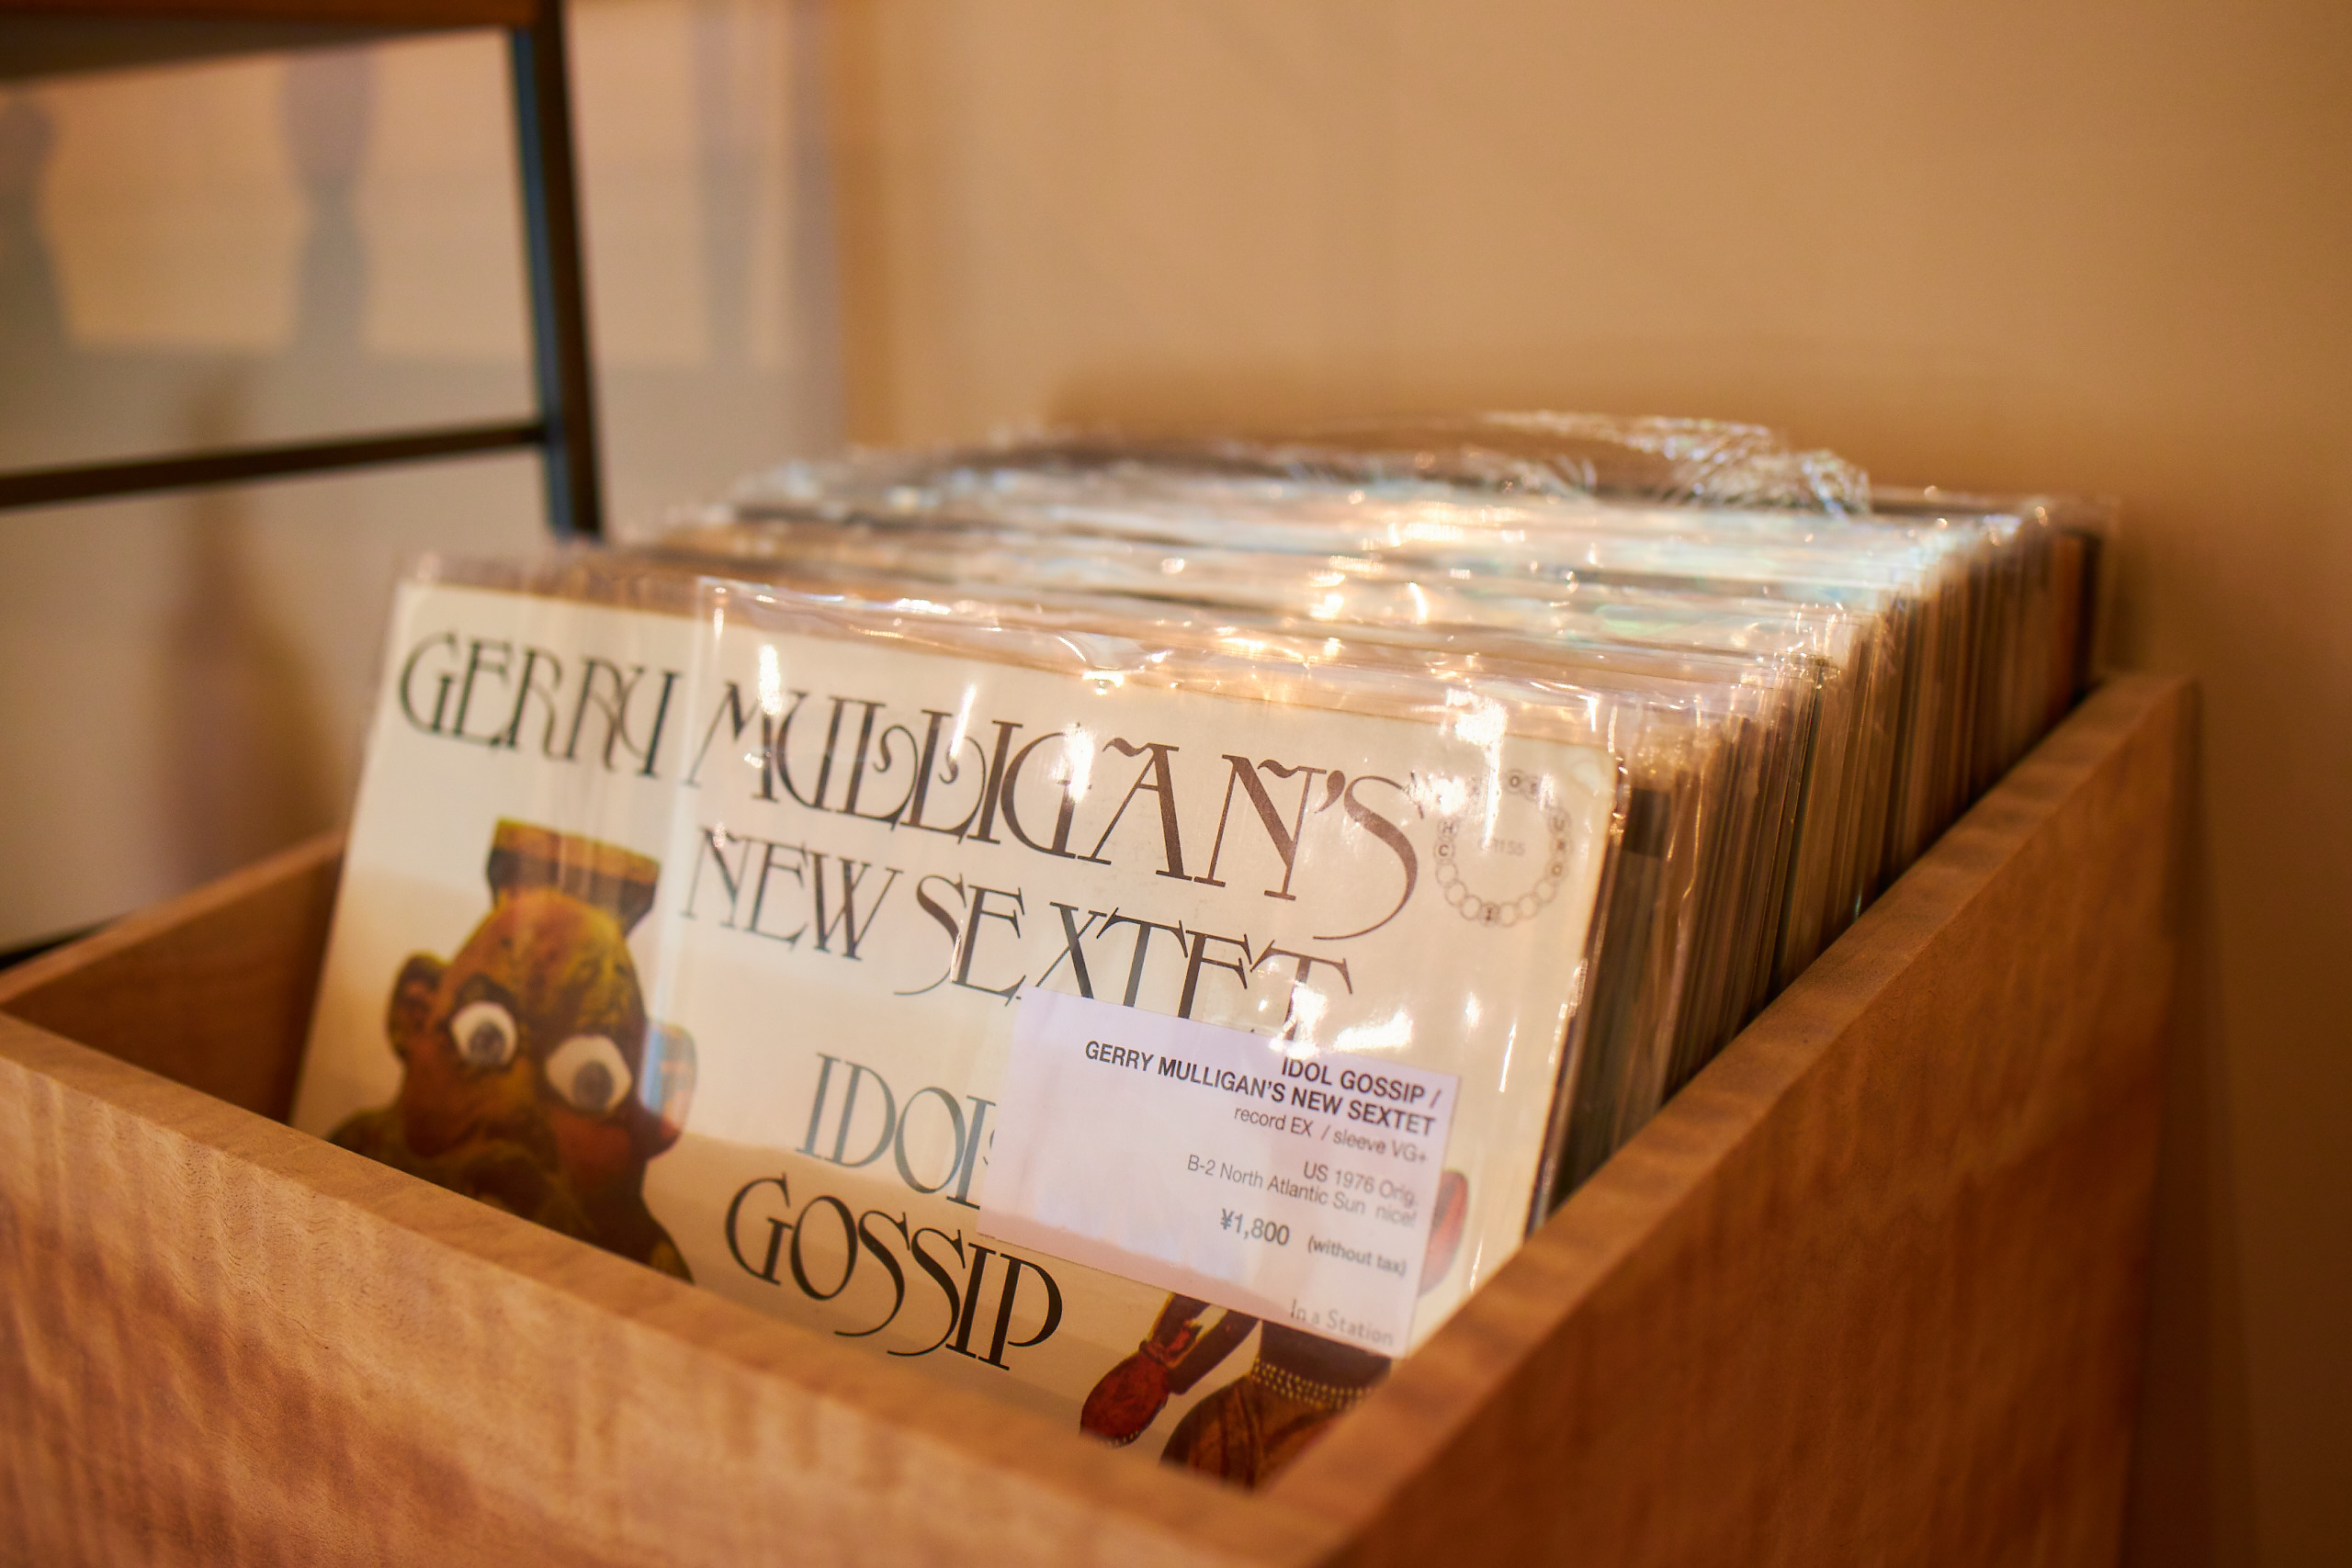 GERRY MULLIGAN'S
NEW SEXTET
IDOL
GOSSIP
IDOL GOSSIP /
GERRY MULLIGAN'S NEW SEXTET
record EX / sleeve VG+
US 1976 Orig.
B-2 North Atlantic Sun nice!
¥1,800 (without tax)
In a Station